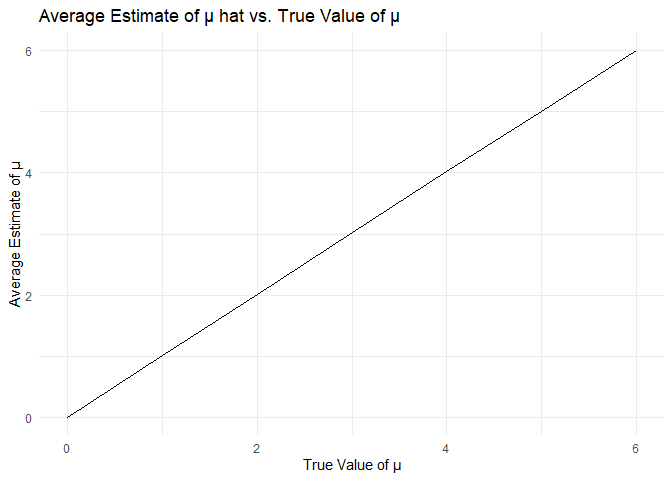 Average Estimate of µ hat vs. True Value of µ
6
4
2
0
Average Estimate of µ
0 2 4 6
True Value of µ